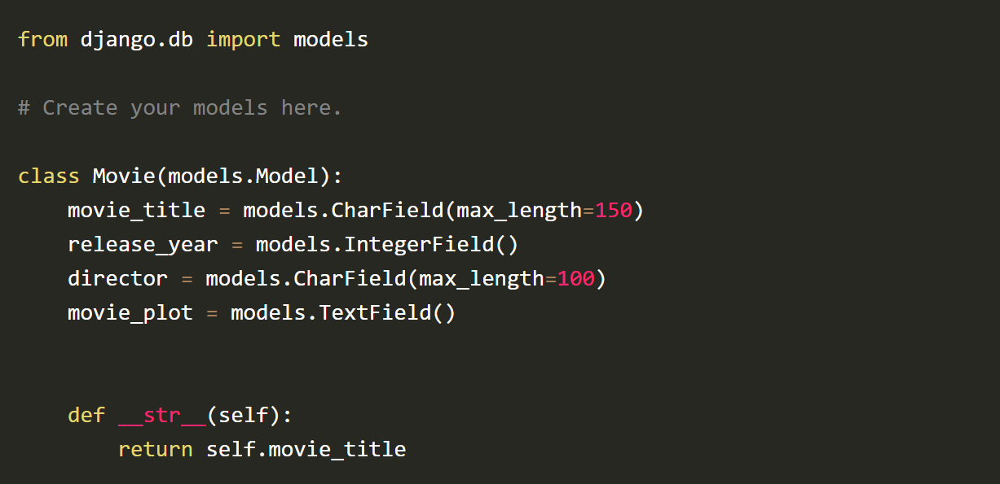 from django.db import models
# Create your models here.
class Movie(models.Model):
    movie_title = models.CharField(max_length=150)
    release_year = models.IntegerField()
    director = models.CharField(max_length=100)
    movie_plot = models.TextField()
    def __str__(self):
        return self.movie_title